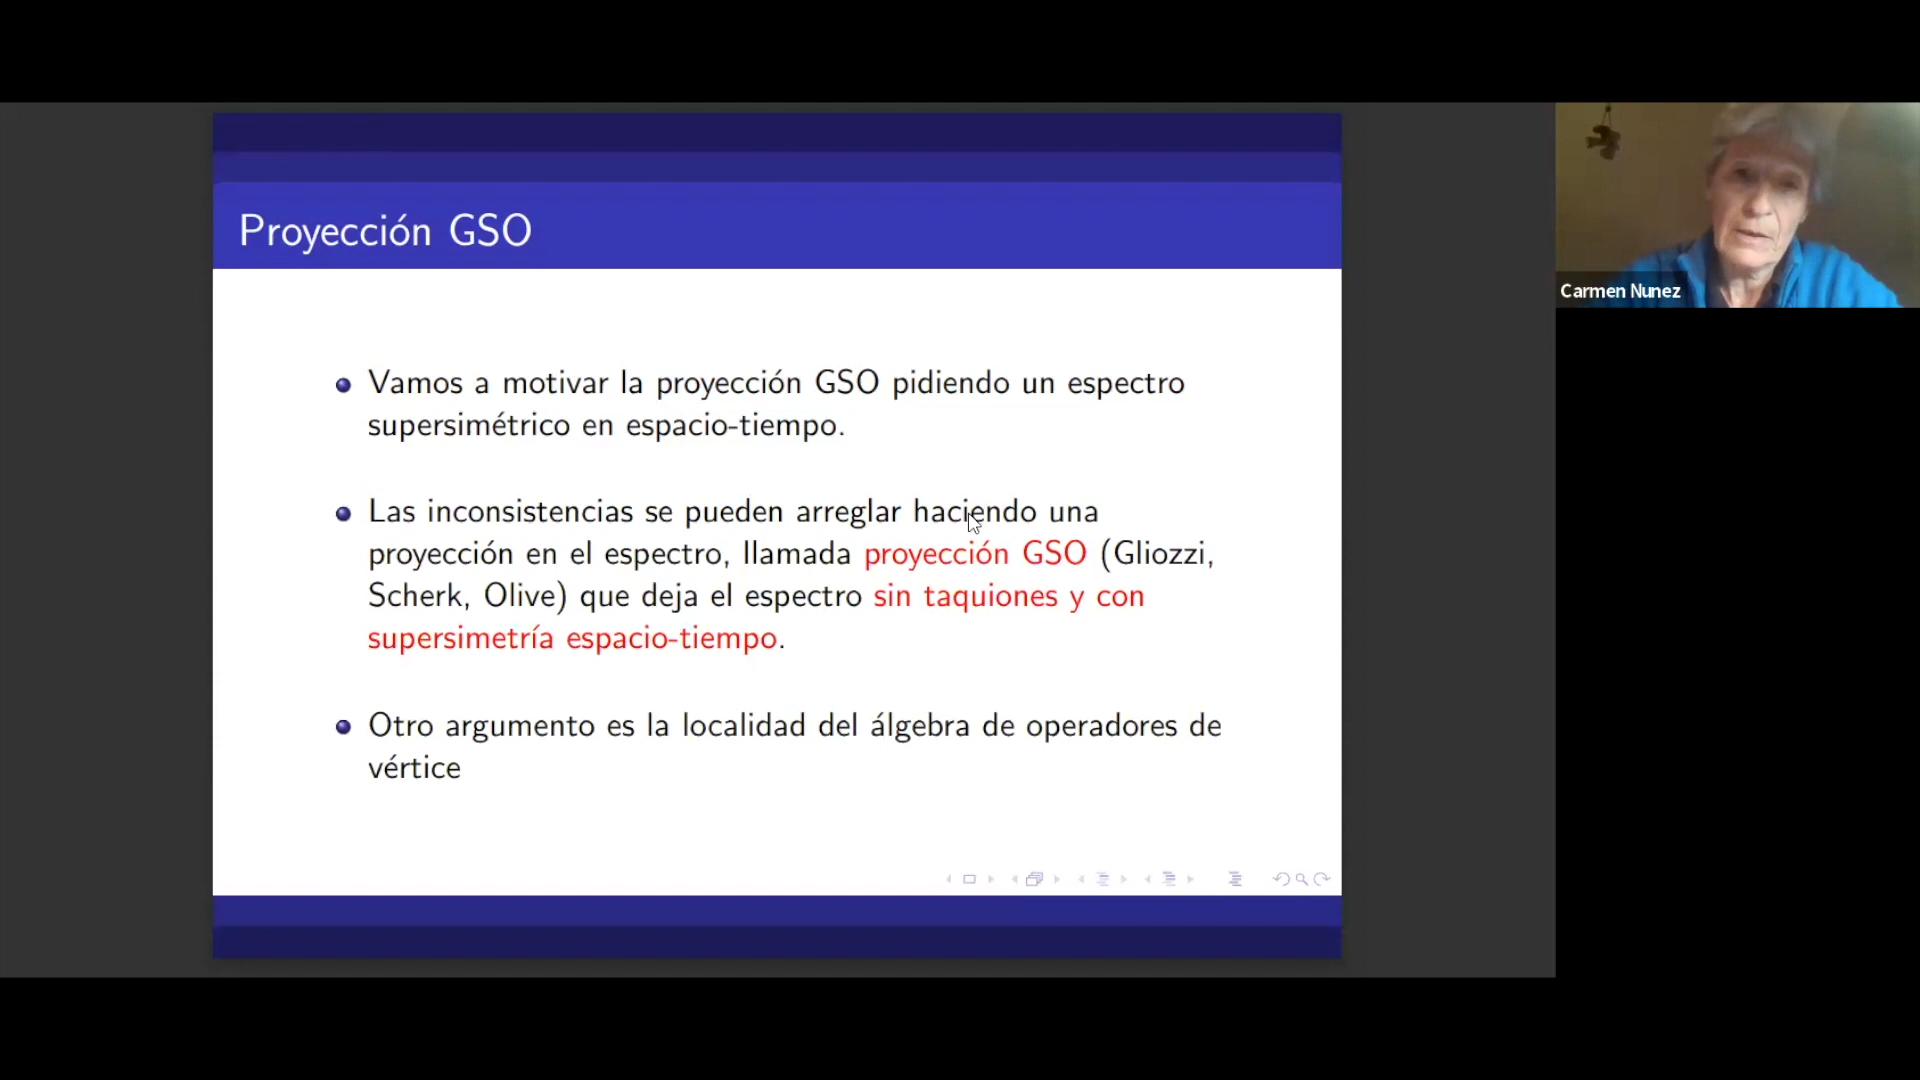 Proyección GSO
Vamos a motivar la proyección GSO pidiendo un espectro
supersimétrico en espacio-tiempo.
Las inconsistencias se pueden arreglar haciendo una
proyección en el espectro, llamada proyección GSO (Gliozzi,
Scherk, Olive) que deja el espectro sin taquiones y con
supersimetría espacio-tiempo.
Otro argumento es la localidad del álgebra de operadores de
vértice
Carmen Nunez